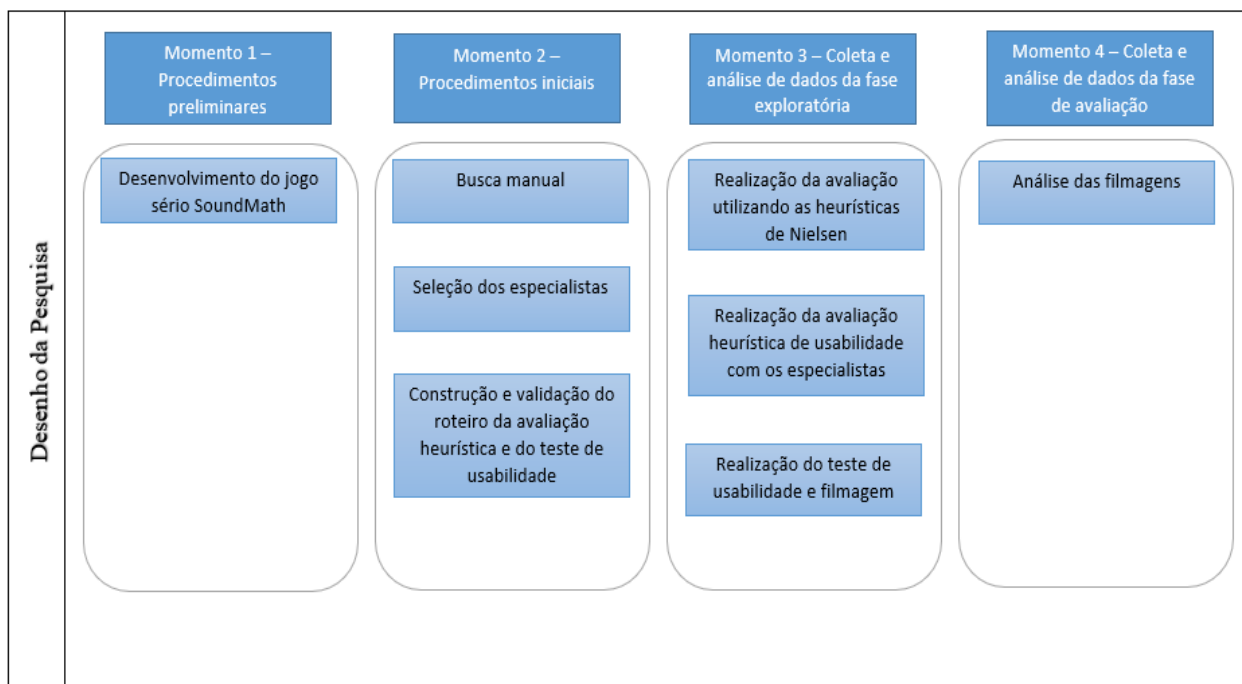 Desenho da Pesquisa
Momento 1 –
Procedimentos
preliminares
Desenvolvimento do jogo
sério SoundMath
Momento 2 –
Procedimentos iniciais
Busca manual
Seleção dos especialistas
Construção e validação do
roteiro da avaliação
heurística e do teste de
usabilidade
Momento 3 – Coleta e
análise de dados da fase
exploratória
Realização da avaliação
utilizando as heurísticas
de Nielsen
Realização da avaliação
heurística de usabilidade
com os especialistas
Realização do teste de
usabilidade e filmagem
Momento 4 – Coleta e
análise de dados da fase
de avaliação
Análise das filmagens